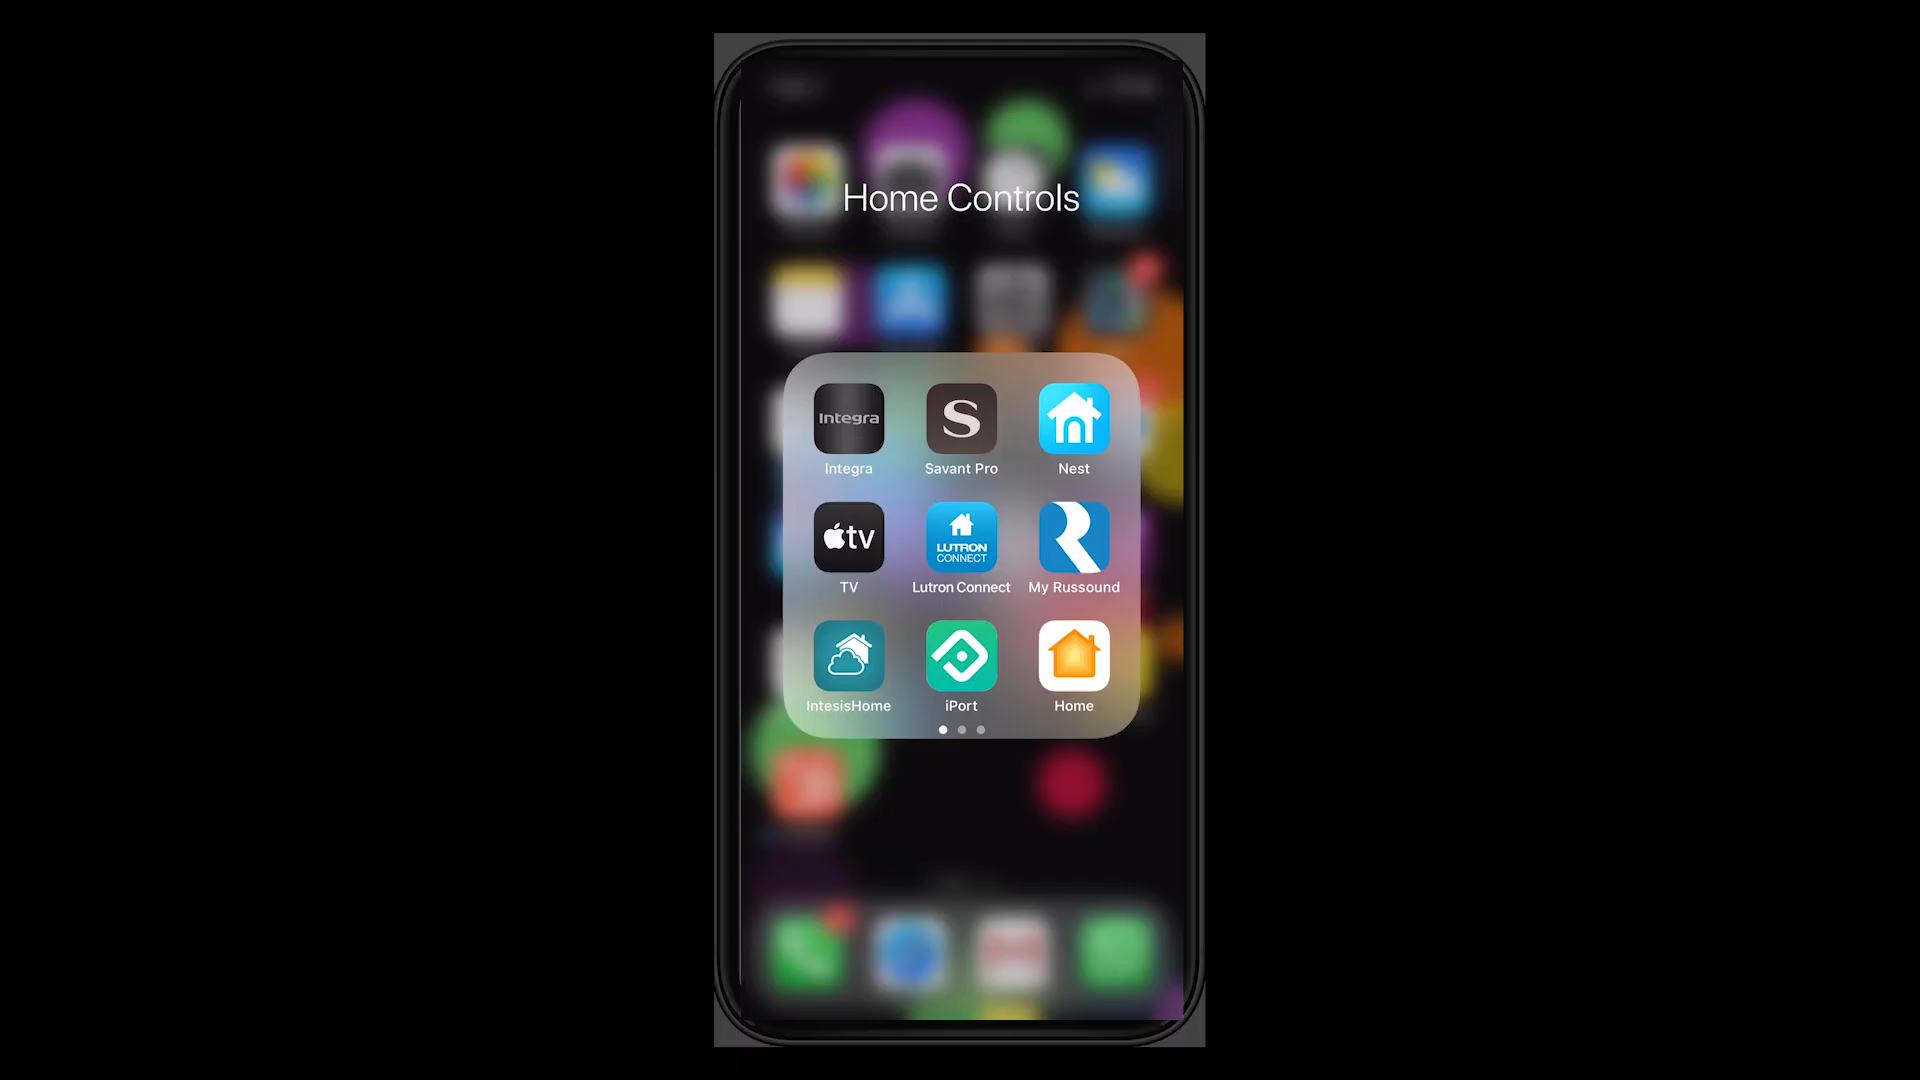 Home Controls
Integra
S
Integra
Savant Pro
Nest
tv
LUTRON
CONNECT
TV
Lutron Connect
My Russound
IntesisHome
iPort
Home